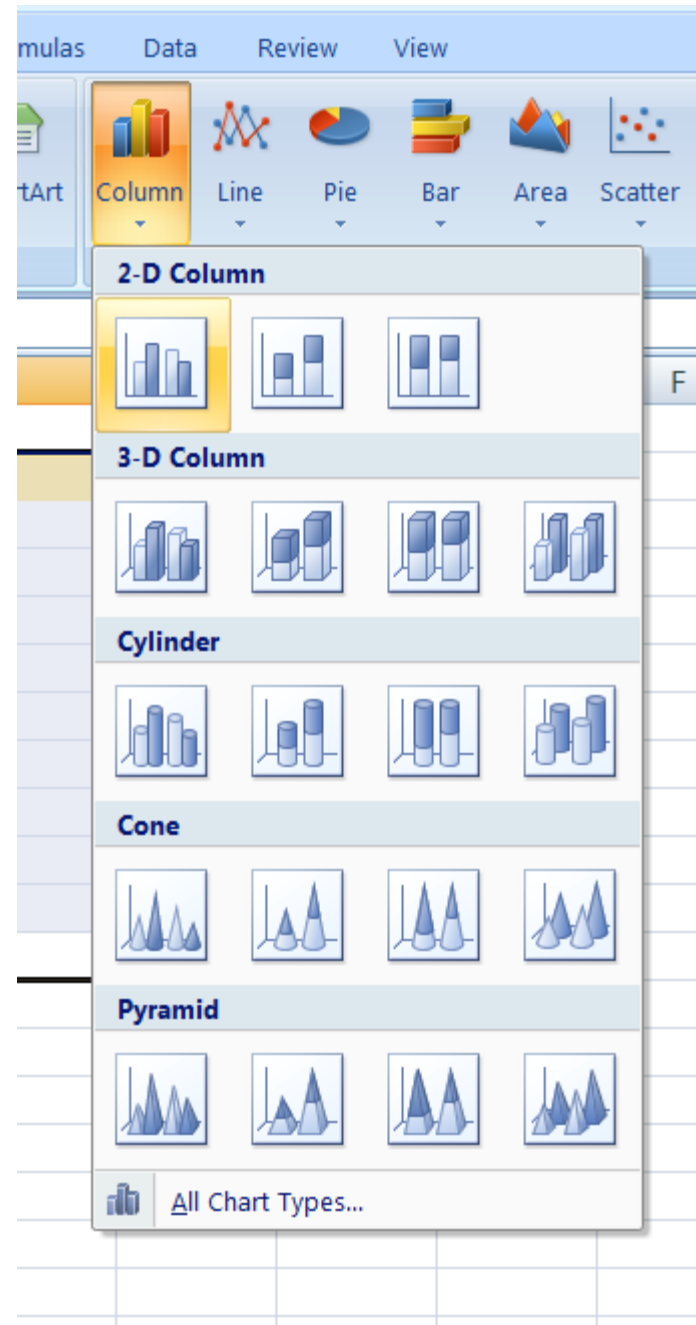 mulas Data Review View
tArt Column Line Pie Bar Area Scatter
2-D Column
F
3-D Column
Cylinder
Cone
Pyramid
All Chart Types...